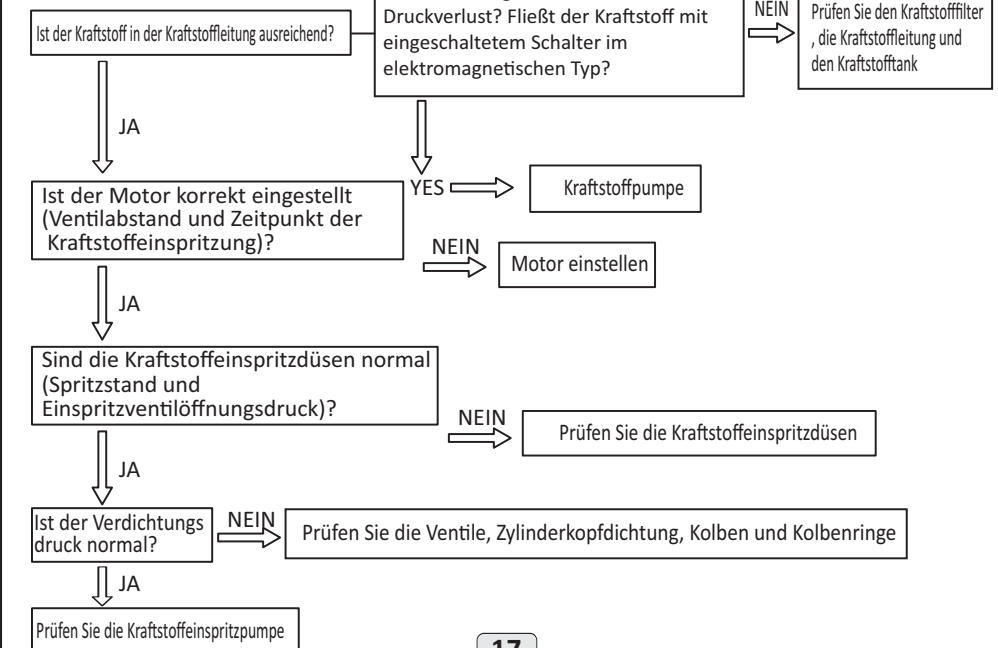 Ist der Kraftstoff in der Kraftstoffleitung ausreichend?
Druckverlust? Fließt der Kraftstoff mit
eingeschaltetem Schalter im
elektromagnetischen Typ?
NEIN
Prüfen Sie den Kraftstofffilter
, die Kraftstoffleitung und
den Kraftstofftank
JA
YES
Kraftstoffpumpe
Ist der Motor korrekt eingestellt
(Ventilabstand und Zeitpunkt der
Kraftstoffeinspritzung)?
NEIN
Motor einstellen
JA
Sind die Kraftstoffeinspritzdüsen normal
(Spritzstand und
Einspritzventilöffnungsdruck)?
NEIN
Prüfen Sie die Kraftstoffeinspritzdüsen
JA
Ist der Verdichtungs
druck normal?
NEIN
Prüfen Sie die Ventile, Zylinderkopfdichtung, Kolben und Kolbenringe
JA
Prüfen Sie die Kraftstoffeinspritzpumpe
17